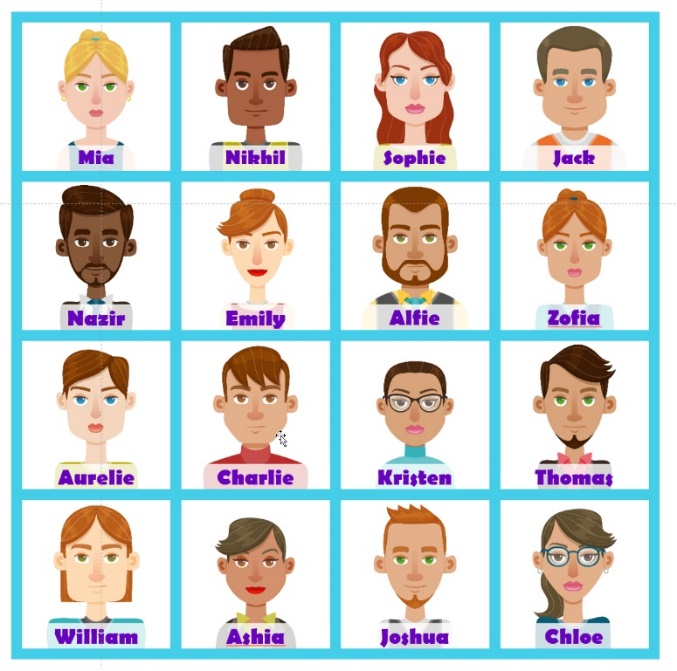 Mia Nikhil Sophie Jack
Nazir Emily Alfie Zofia
Aurelie Charlie Kristen Thomas
William Ashia Joshua Chloe